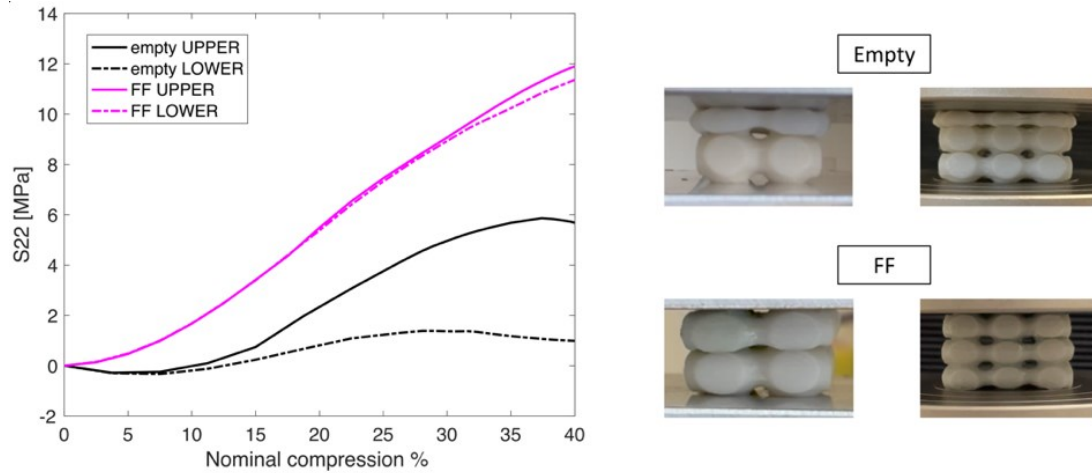 14
12
10
8
6
4
2
0
-2
S22 [MPa]
empty UPPER
empty LOWER
FF UPPER
FF LOWER
0 5 10 15 20 25 30 35 40
Nominal compression %
Empty
FF